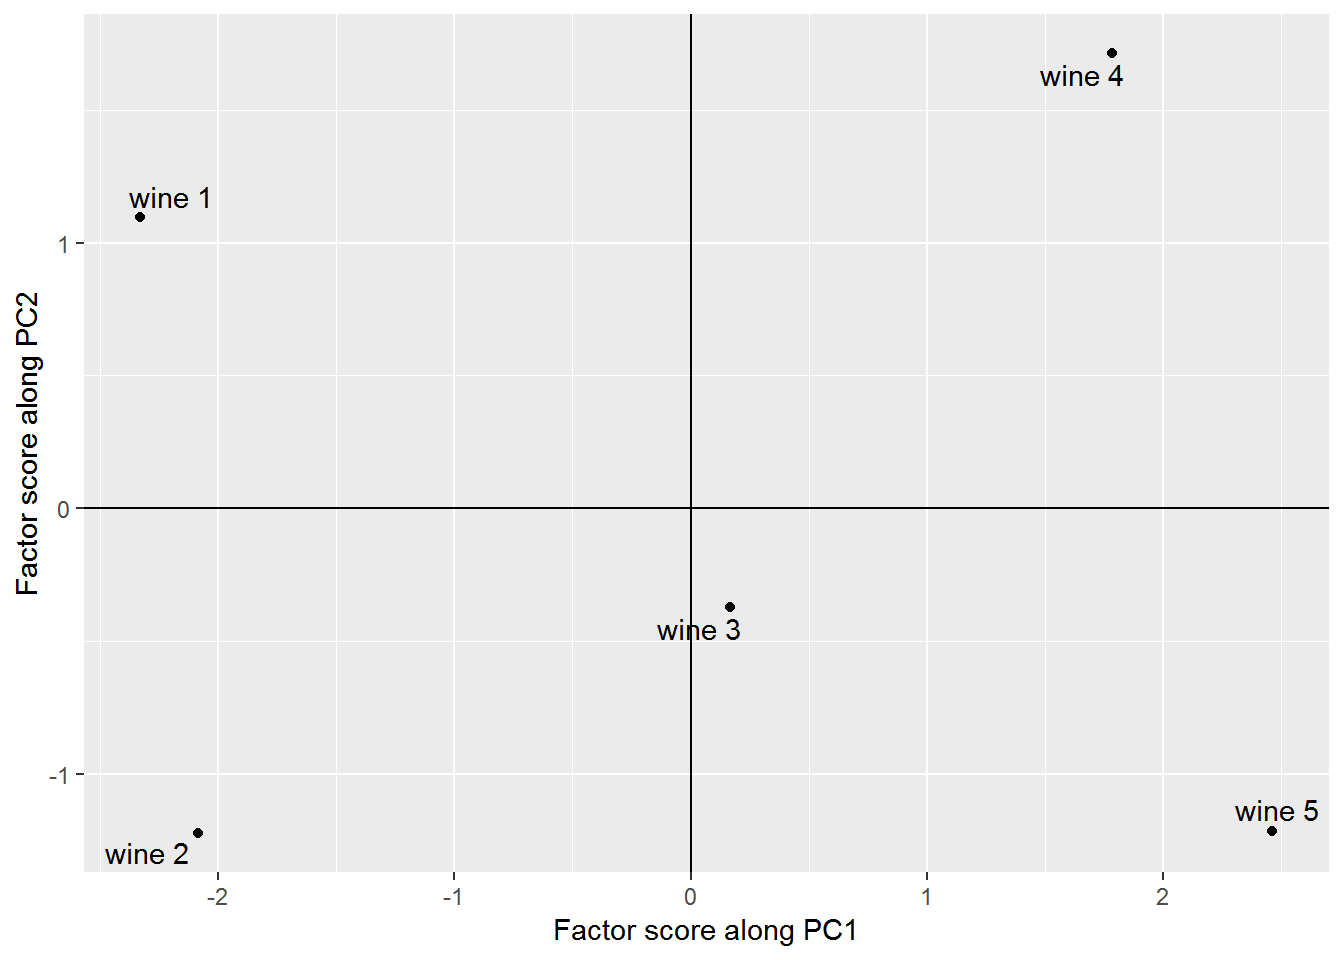 wine 4
wine 1
1
0
wine 3
-1
wine 5
wine 2
-2
-1
0
1
2
Factor score along PC1
Factor score along PC2